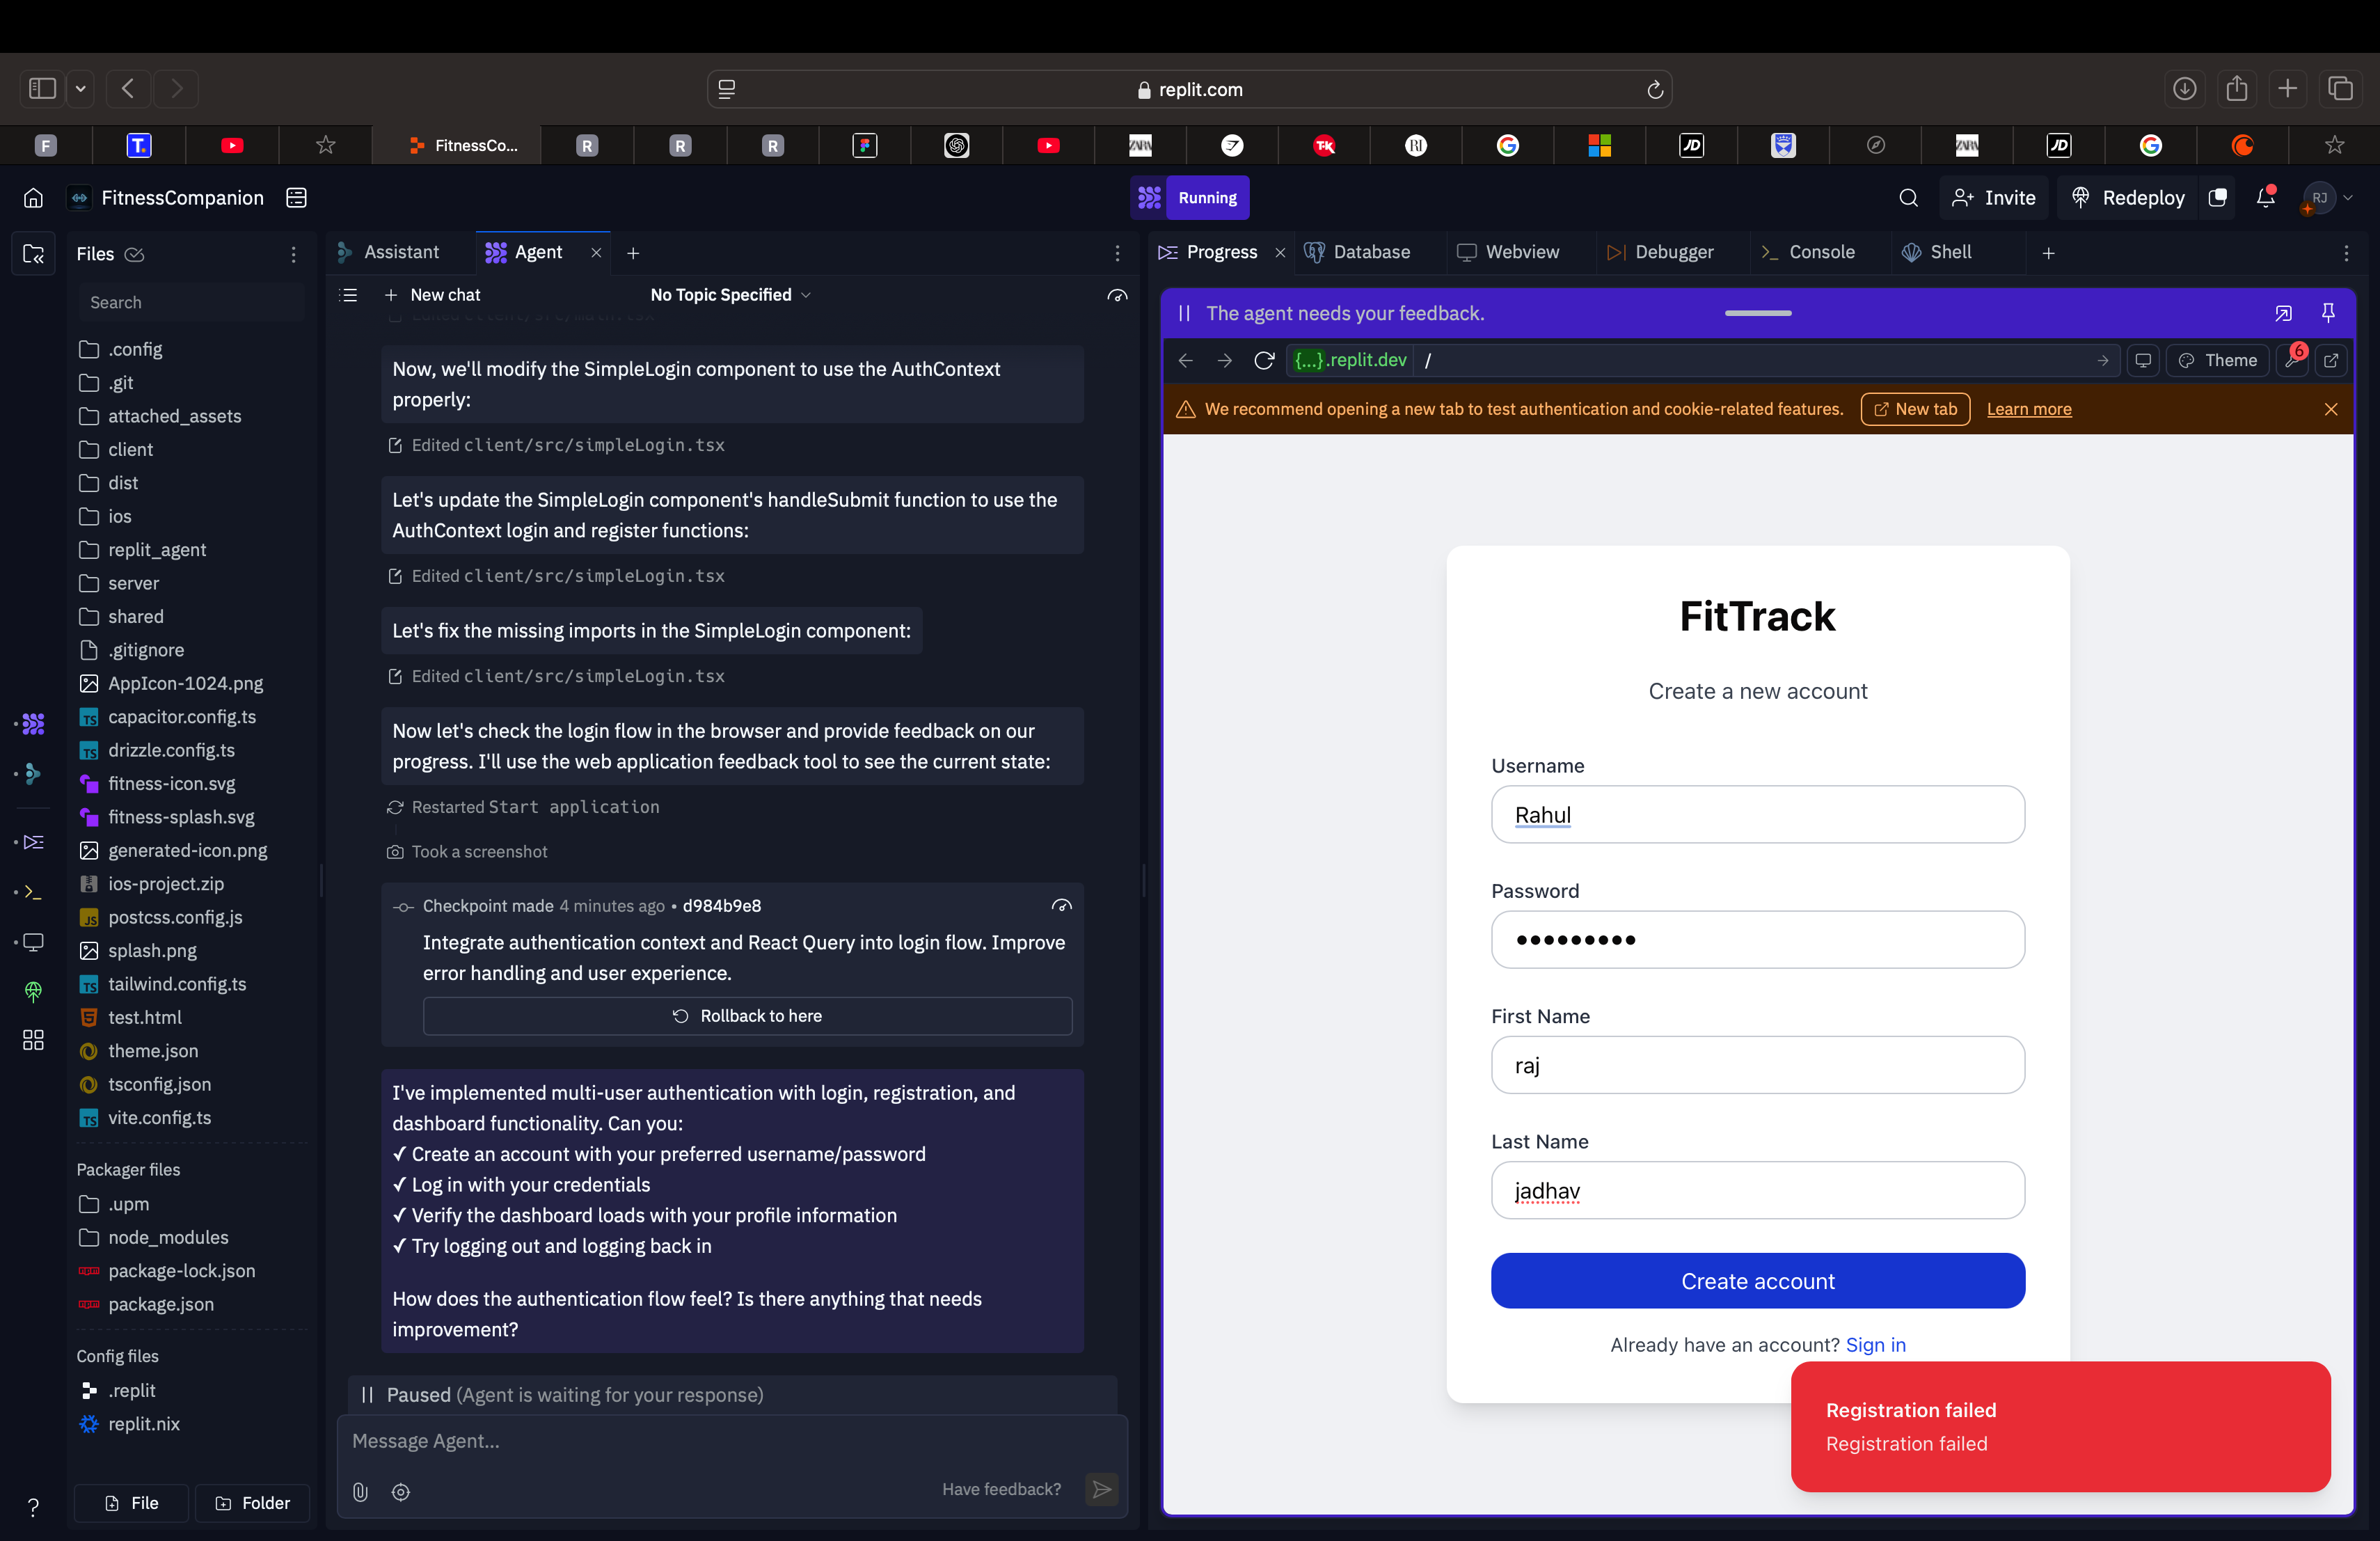 replit.com
F
T.
FitnessCo...
R
R
R
ZARA
TK
RI
JD
ZARA
JD
FitnessCompanion
Running
Invite
Redeploy
RJ
Files
Search
.config
.git
attached_assets
client
dist
ios
replit_agent
server
shared
.gitignore
AppIcon-1024.png
TS capacitor.config.ts
TS drizzle.config.ts
fitness-icon.svg
fitness-splash.svg
generated-icon.png
ios-project.zip
JS postcss.config.js
splash.png
TS tailwind.config.ts
test.html
theme.json
tsconfig.json
TS vite.config.ts
Packager files
.upm
node_modules
package-lock.json
package.json
Config files
.replit
replit.nix
File
Folder
?
Assistant
Agent
New chat
No Topic Specified
Edited client/src/main.tsx
Now, we'll modify the SimpleLogin component to use the AuthContext
properly:
Edited client/src/simpleLogin.tsx
Let's update the SimpleLogin component's handleSubmit function to use the
AuthContext login and register functions:
Edited client/src/simpleLogin.tsx
Let's fix the missing imports in the SimpleLogin component:
Edited client/src/simpleLogin.tsx
Now let's check the login flow in the browser and provide feedback on our
progress. I'll use the web application feedback tool to see the current state:
Restarted Start application
Took a screenshot
Checkpoint made 4 minutes ago • d984b9e8
Integrate authentication context and React Query into login flow. Improve
error handling and user experience.
Rollback to here
I've implemented multi-user authentication with login, registration, and
dashboard functionality. Can you:
✓ Create an account with your preferred username/password
✓ Log in with your credentials
✓ Verify the dashboard loads with your profile information
✓ Try logging out and logging back in
How does the authentication flow feel? Is there anything that needs
improvement?
Paused (Agent is waiting for your response)
Message Agent...
Have feedback?
Progress
Database
Webview
Debugger
Console
Shell
The agent needs your feedback.
{...}.replit.dev /
Theme
6
We recommend opening a new tab to test authentication and cookie-related features.
New tab
Learn more
FitTrack
Create a new account
Username
Rahul
Password
•••••••••
First Name
raj
Last Name
jadhav
Create account
Already have an account? Sign in
Registration failed
Registration failed